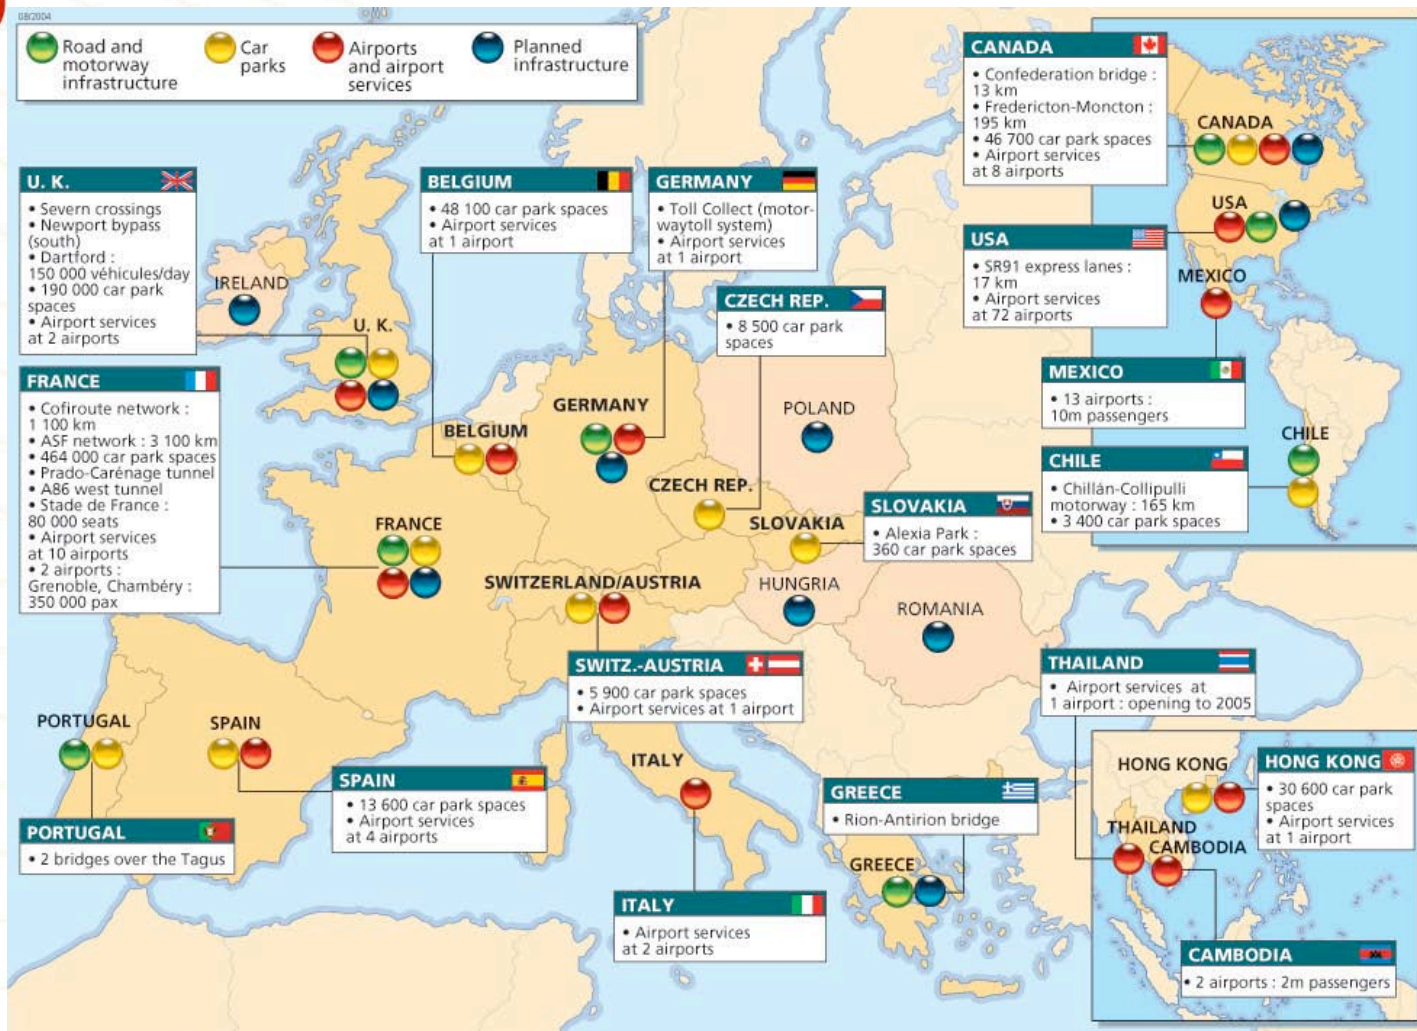 08/2004
Road and
motorway
infrastructure
Car
parks
Airports
and airport
services
Planned
infrastructure
U. K.
• Severn crossings
• Newport bypass
(south)
• Dartford :
150 000 véhicules/day
• 190 000 car park
spaces
• Airport services
at 2 airports
FRANCE
• Cofiroute network :
1 100 km
• ASF network : 3 100 km
• 464 000 car park spaces
• Prado-Carénage tunnel
• A86 west tunnel
• Stade de France :
80 000 seats
• Airport services
at 10 airports
• 2 airports :
Grenoble, Chambéry :
350 000 pax
BELGIUM
• 48 100 car park spaces
• Airport services
at 1 airport
GERMANY
• Toll Collect (motor-
waytoll system)
• Airport services
at 1 airport
CZECH REP.
• 8 500 car park
spaces
CANADA
• Confederation bridge :
13 km
• Fredericton-Moncton :
195 km
• 46 700 car park spaces
• Airport services
at 8 airports
USA
• SR91 express lanes :
17 km
• Airport services
at 72 airports
MEXICO
• 13 airports :
10m passengers
CHILE
• Chillán-Collipulli
motorway : 165 km
• 3 400 car park spaces
CANADA
USA
MEXICO
CHILE
IRELAND
U. K.
GERMANY
BELGIUM
POLAND
CZECH REP.
SLOVAKIA
FRANCE
SWITZERLAND/AUSTRIA
HUNGRIA
ROMANIA
SLOVAKIA
• Alexia Park :
360 car park spaces
SWITZ.-AUSTRIA
• 5 900 car park spaces
• Airport services at 1 airport
THAILAND
• Airport services at
1 airport : opening to 2005
PORTUGAL
SPAIN
ITALY
GREECE
SPAIN
• 13 600 car park spaces
• Airport services
at 4 airports
PORTUGAL
• 2 bridges over the Tagus
GREECE
• Rion-Antirion bridge
ITALY
• Airport services
at 2 airports
HONG KONG
THAILAND
CAMBODIA
HONG KONG
• 30 600 car park
spaces
• Airport services
at 1 airport
CAMBODIA
• 2 airports : 2m passengers